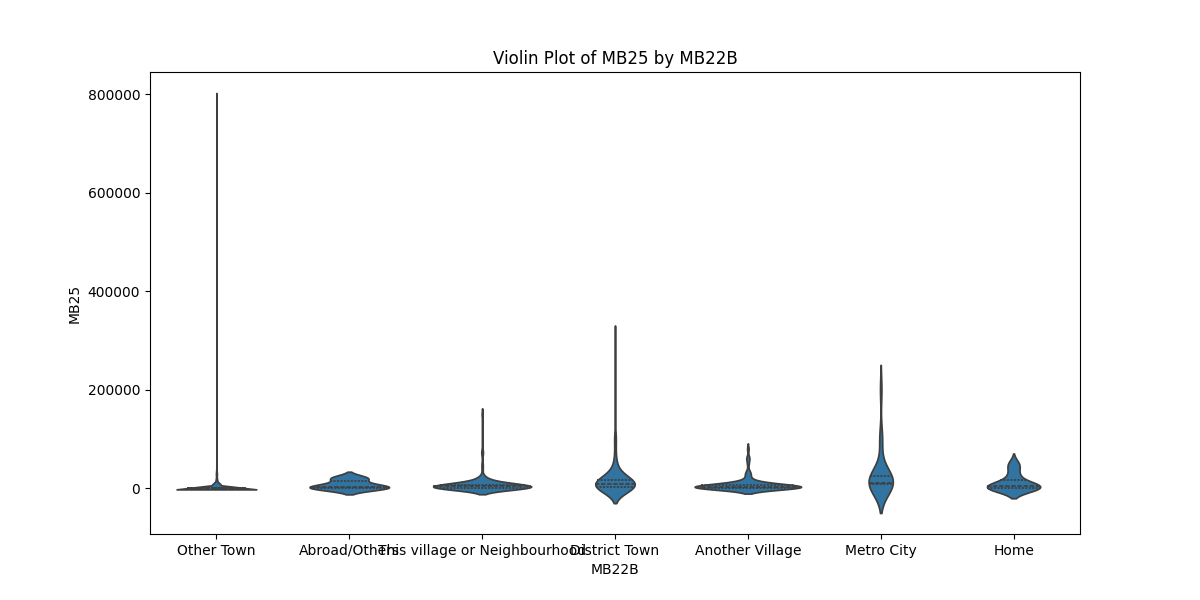 Violin Plot of MB25 by MB22B
800000
600000
400000
200000
0
MB25
Other Town
Abroad/Others
This village or Neighbourhood
District Town
Another Village
Metro City
Home
MB22B